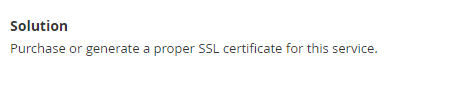 Solution
Purchase or generate a proper SSL certificate for this service.